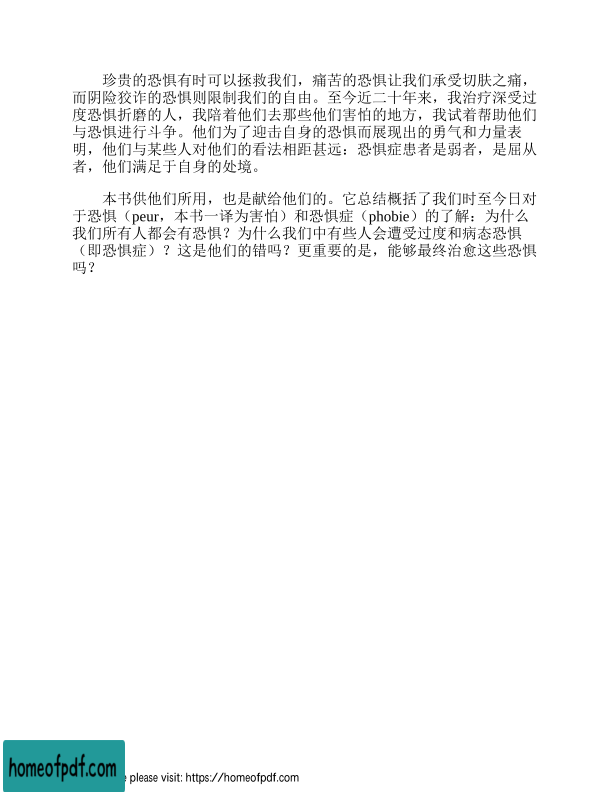 珍贵的恐惧有时可以拯救我们，痛苦的恐惧让我们承受切肤之痛，
而阴险狡诈的恐惧则限制我们的自由。至今近二十年来，我治疗深受过
度恐惧折磨的人，我陪着他们去那些他们害怕的地方，我试着帮助他们
与恐惧进行斗争。他们为了迎击自身的恐惧而展现出的勇气和力量表
明，他们与某些人对他们的看法相距甚远：恐惧症患者是弱者，是屈从
者，他们满足于自身的处境。
本书供他们所用，也是献给他们的。它总结概括了我们时至今日对
于恐惧（peur，本书一译为害怕）和恐惧症（phobie）的了解：为什么
我们所有人都会有恐惧？为什么我们中有些人会遭受过度和病态恐惧
（即恐惧症）？这是他们的错吗？更重要的是，能够最终治愈这些恐惧
吗？
homeofpdf.com
please visit: https://homeofpdf.com